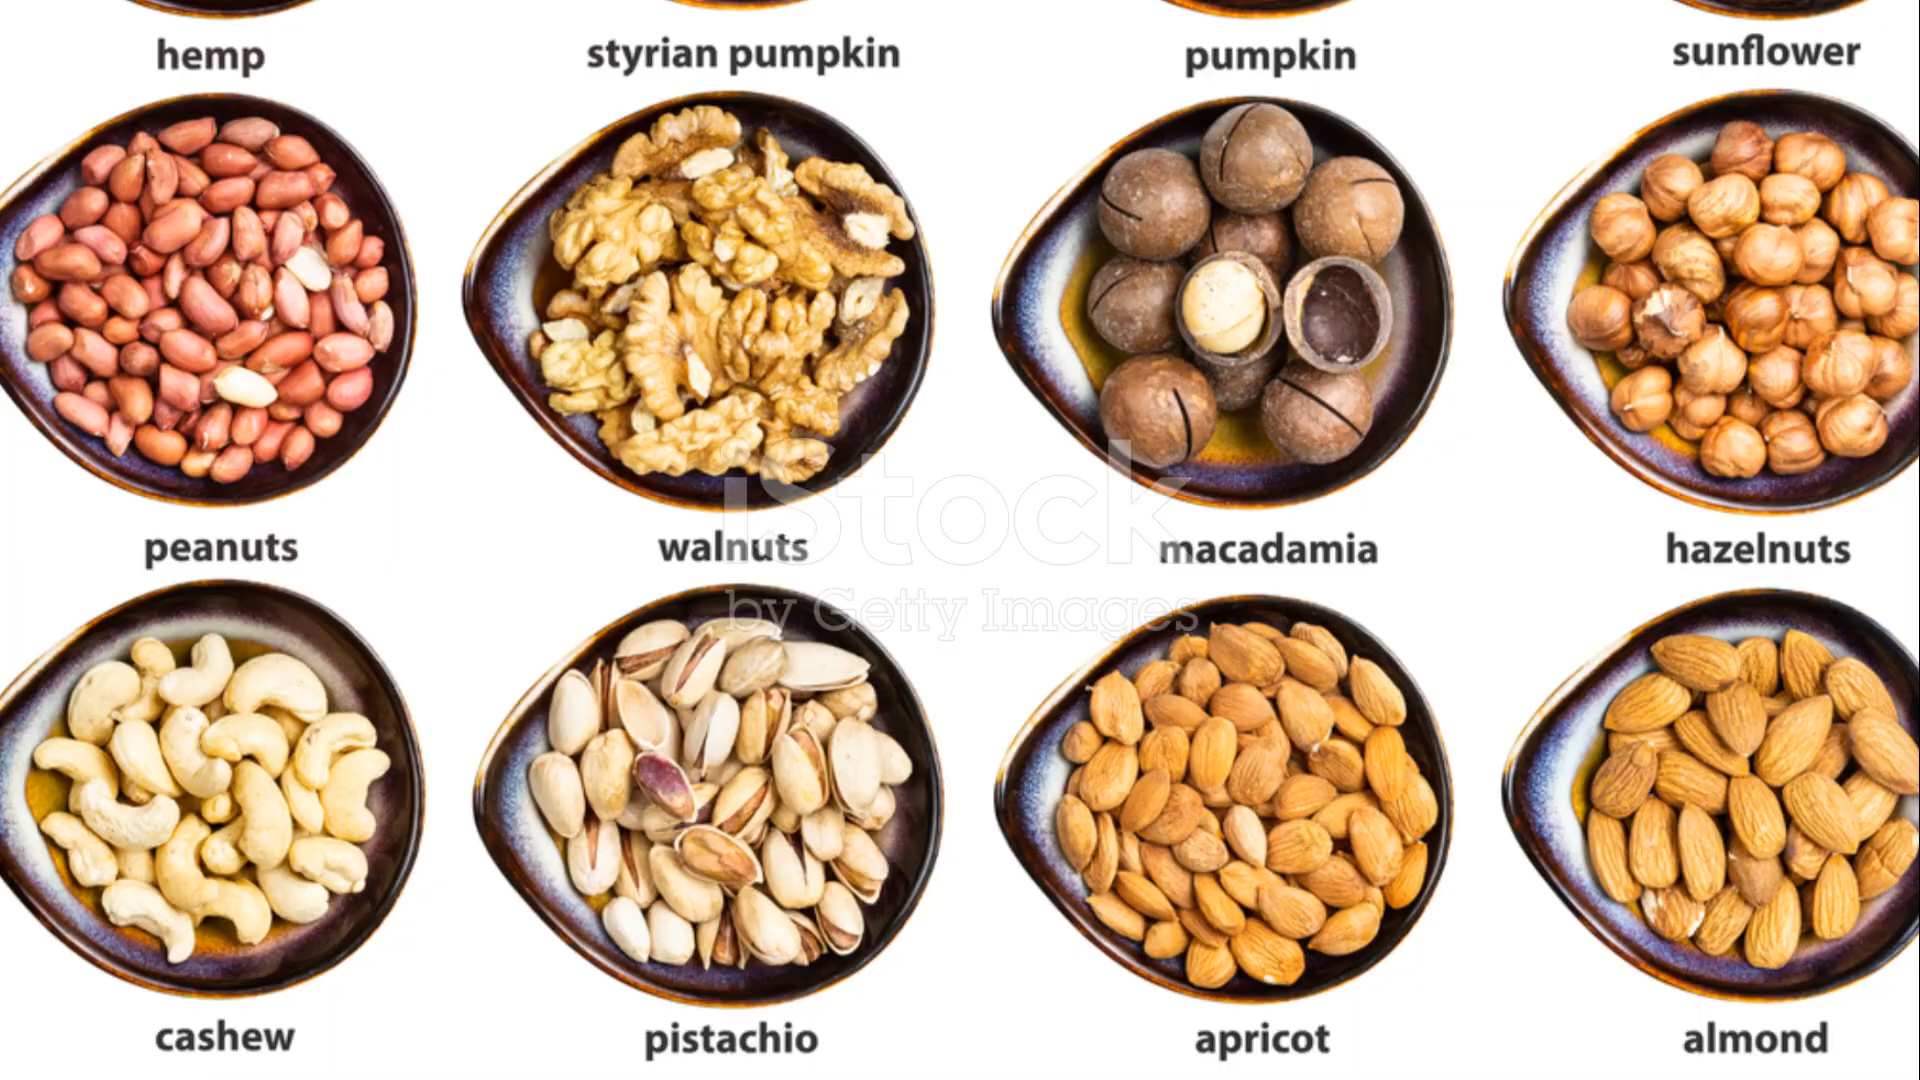 hemp
styrian pumpkin
pumpkin
sunflower
peanuts
walnuts
macadamia
hazelnuts
iStock
by Getty Images
cashew
pistachio
apricot
almond